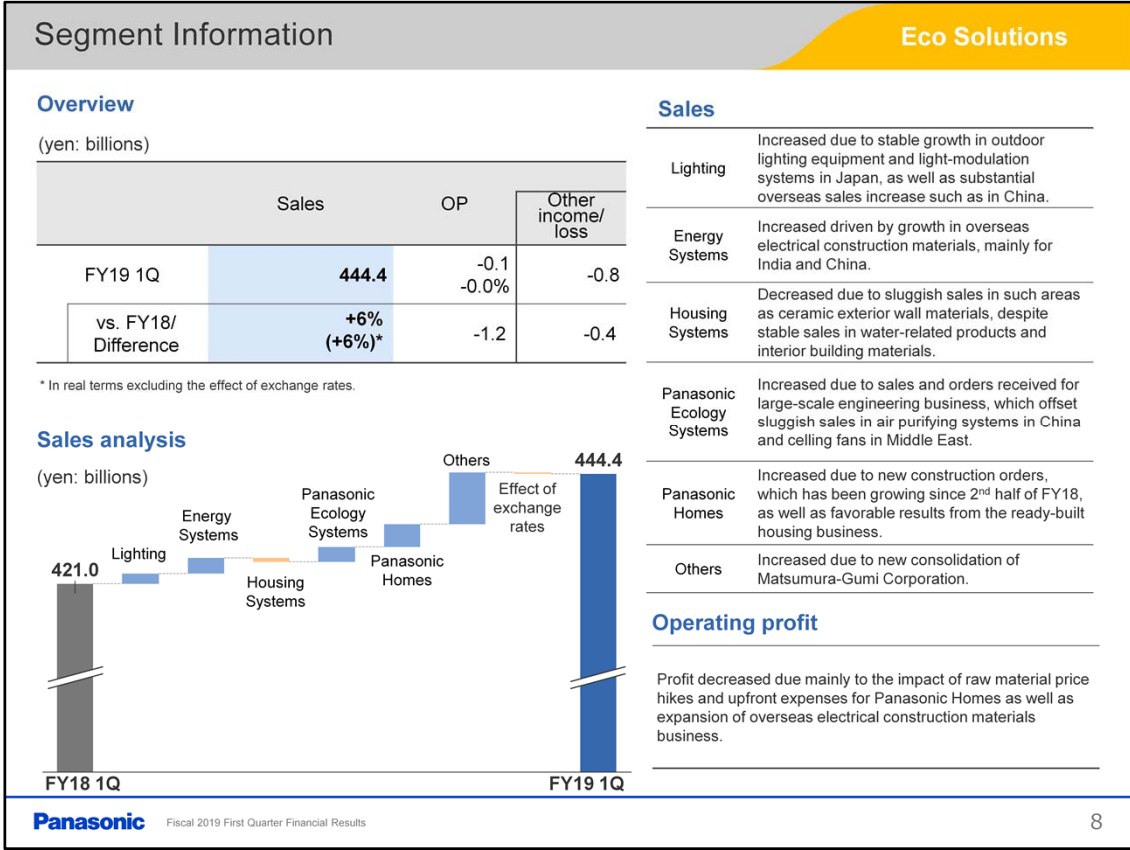 Segment Information
Eco Solutions
Overview
(yen: billions)
Sales
OP
Other
income/
loss
FY19 1Q
444.4
-0.1
-0.0%
-0.8
vs. FY18/
Difference
+6%
(+6%)*
-1.2
-0.4
* In real terms excluding the effect of exchange rates.
Sales analysis
(yen: billions)
421.0
Lighting
Energy
Systems
Housing
Systems
Panasonic
Ecology
Systems
Panasonic
Homes
Others
Effect of
exchange
rates
444.4
FY18 1Q
FY19 1Q
Sales
Lighting
Increased due to stable growth in outdoor
lighting equipment and light-modulation
systems in Japan, as well as substantial
overseas sales increase such as in China.
Energy
Systems
Increased driven by growth in overseas
electrical construction materials, mainly for
India and China.
Housing
Systems
Decreased due to sluggish sales in such areas
as ceramic exterior wall materials, despite
stable sales in water-related products and
interior building materials.
Panasonic
Ecology
Systems
Increased due to sales and orders received for
large-scale engineering business, which offset
sluggish sales in air purifying systems in China
and celling fans in Middle East.
Panasonic
Homes
Increased due to new construction orders,
which has been growing since 2nd half of FY18,
as well as favorable results from the ready-built
housing business.
Others
Increased due to new consolidation of
Matsumura-Gumi Corporation.
Operating profit
Profit decreased due mainly to the impact of raw material price
hikes and upfront expenses for Panasonic Homes as well as
expansion of overseas electrical construction materials
business.
Panasonic
Fiscal 2019 First Quarter Financial Results
8